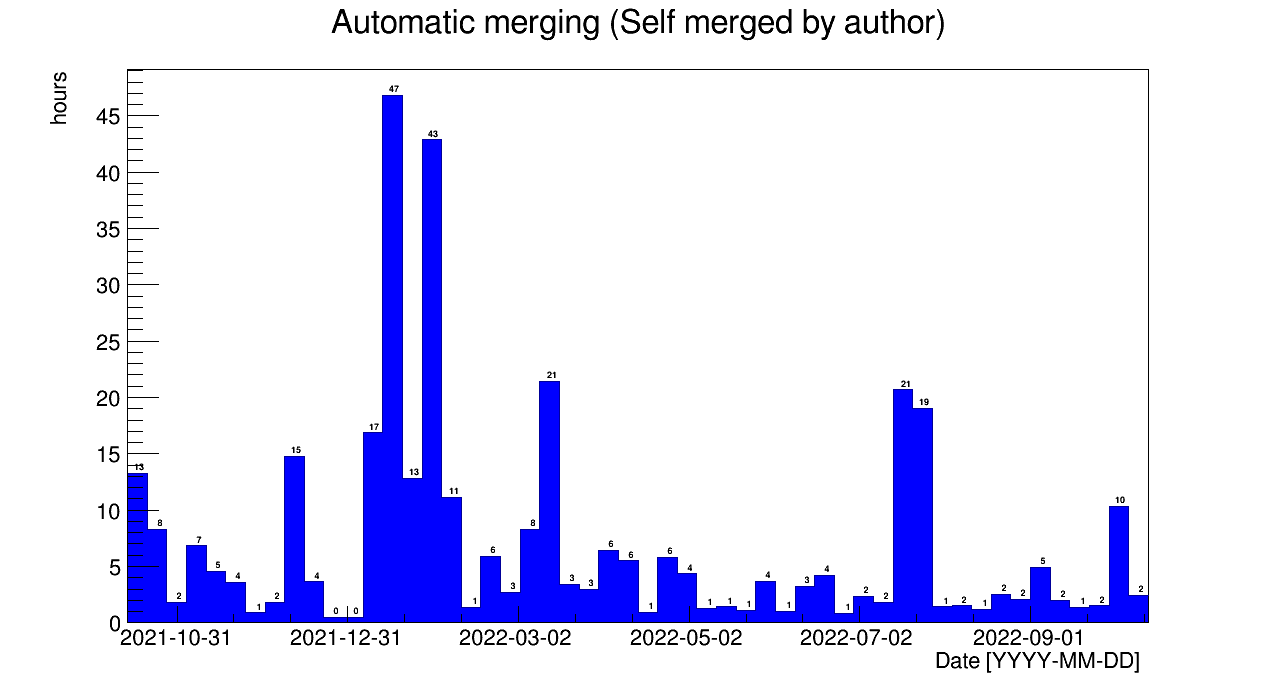 Automatic merging (Self merged by author)
hours
45
40
35
30
25
20
15
10
5
0
13 8 2 7 5 4 1 2 15 4 0 0 17 47 13 43 11 1 6 3 8 21 3 3 6 6 1 6 4 1 1 1 4 1 3 4 1 2 2 21 19 1 2 1 2 2 5 2 1 2 10 2
2021-10-31 2021-12-31 2022-03-02 2022-05-02 2022-07-02 2022-09-01
Date [YYYY-MM-DD]